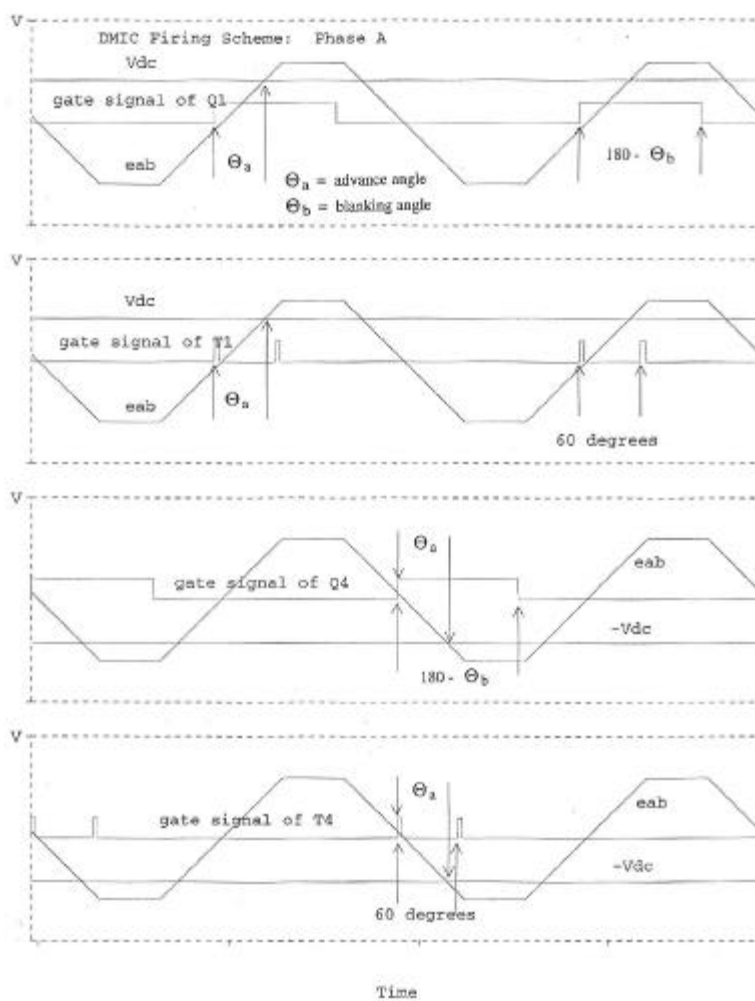 V
DMIC Firing Scheme: Phase A
Vdc
gate signal of Q1
eab
Θa
Θa = advance angle
Θb = blanking angle
180 - Θb
V
Vdc
gate signal of T1
eab
Θa
60 degrees
V
Θa
eab
gate signal of Q4
-Vdc
180 - Θb
V
Θa
eab
gate signal of T4
-Vdc
60 degrees
Time